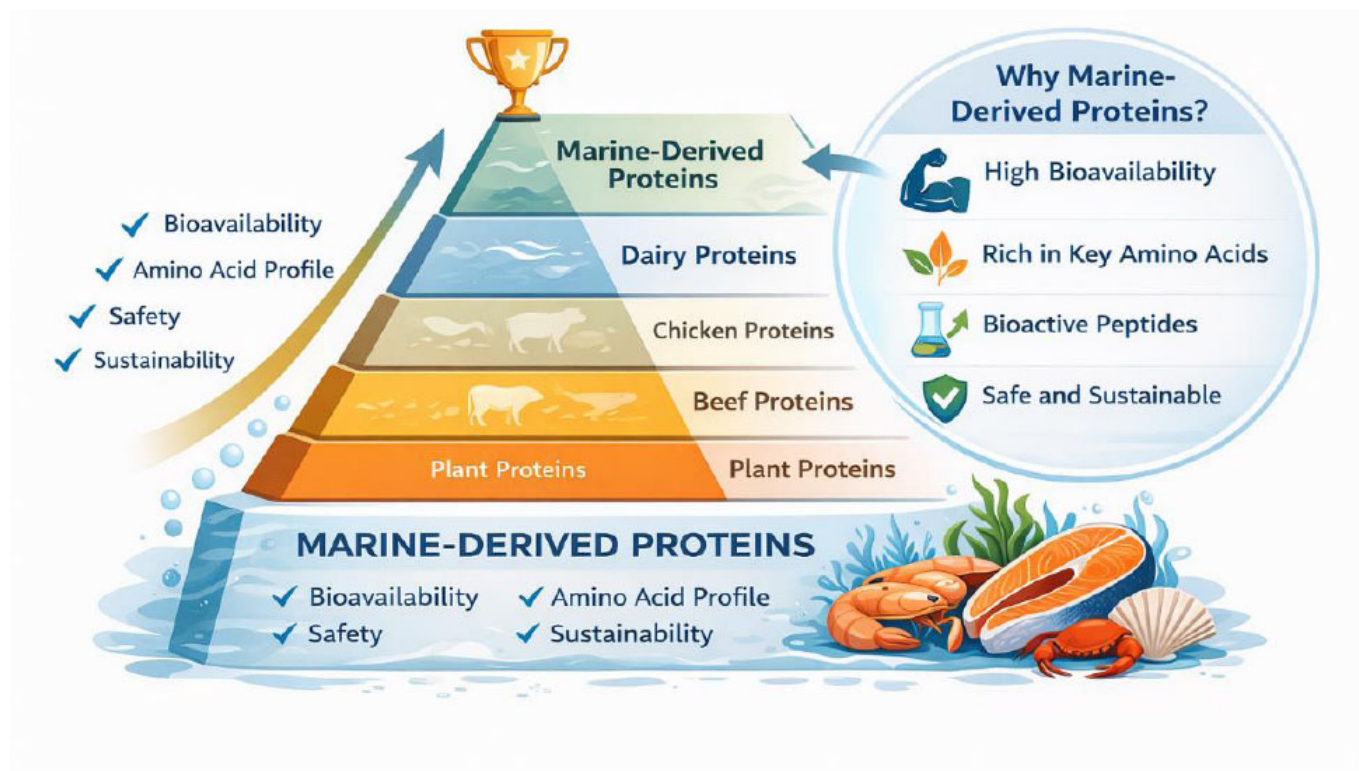 Why Marine-
Derived Proteins?
High Bioavailability
Rich in Key Amino Acids
Bioactive Peptides
Safe and Sustainable
Bioavailability
Amino Acid Profile
Safety
Sustainability
Marine-Derived
Proteins
Dairy Proteins
Chicken Proteins
Beef Proteins
Plant Proteins
Plant Proteins
MARINE-DERIVED PROTEINS
Bioavailability
Amino Acid Profile
Safety
Sustainability